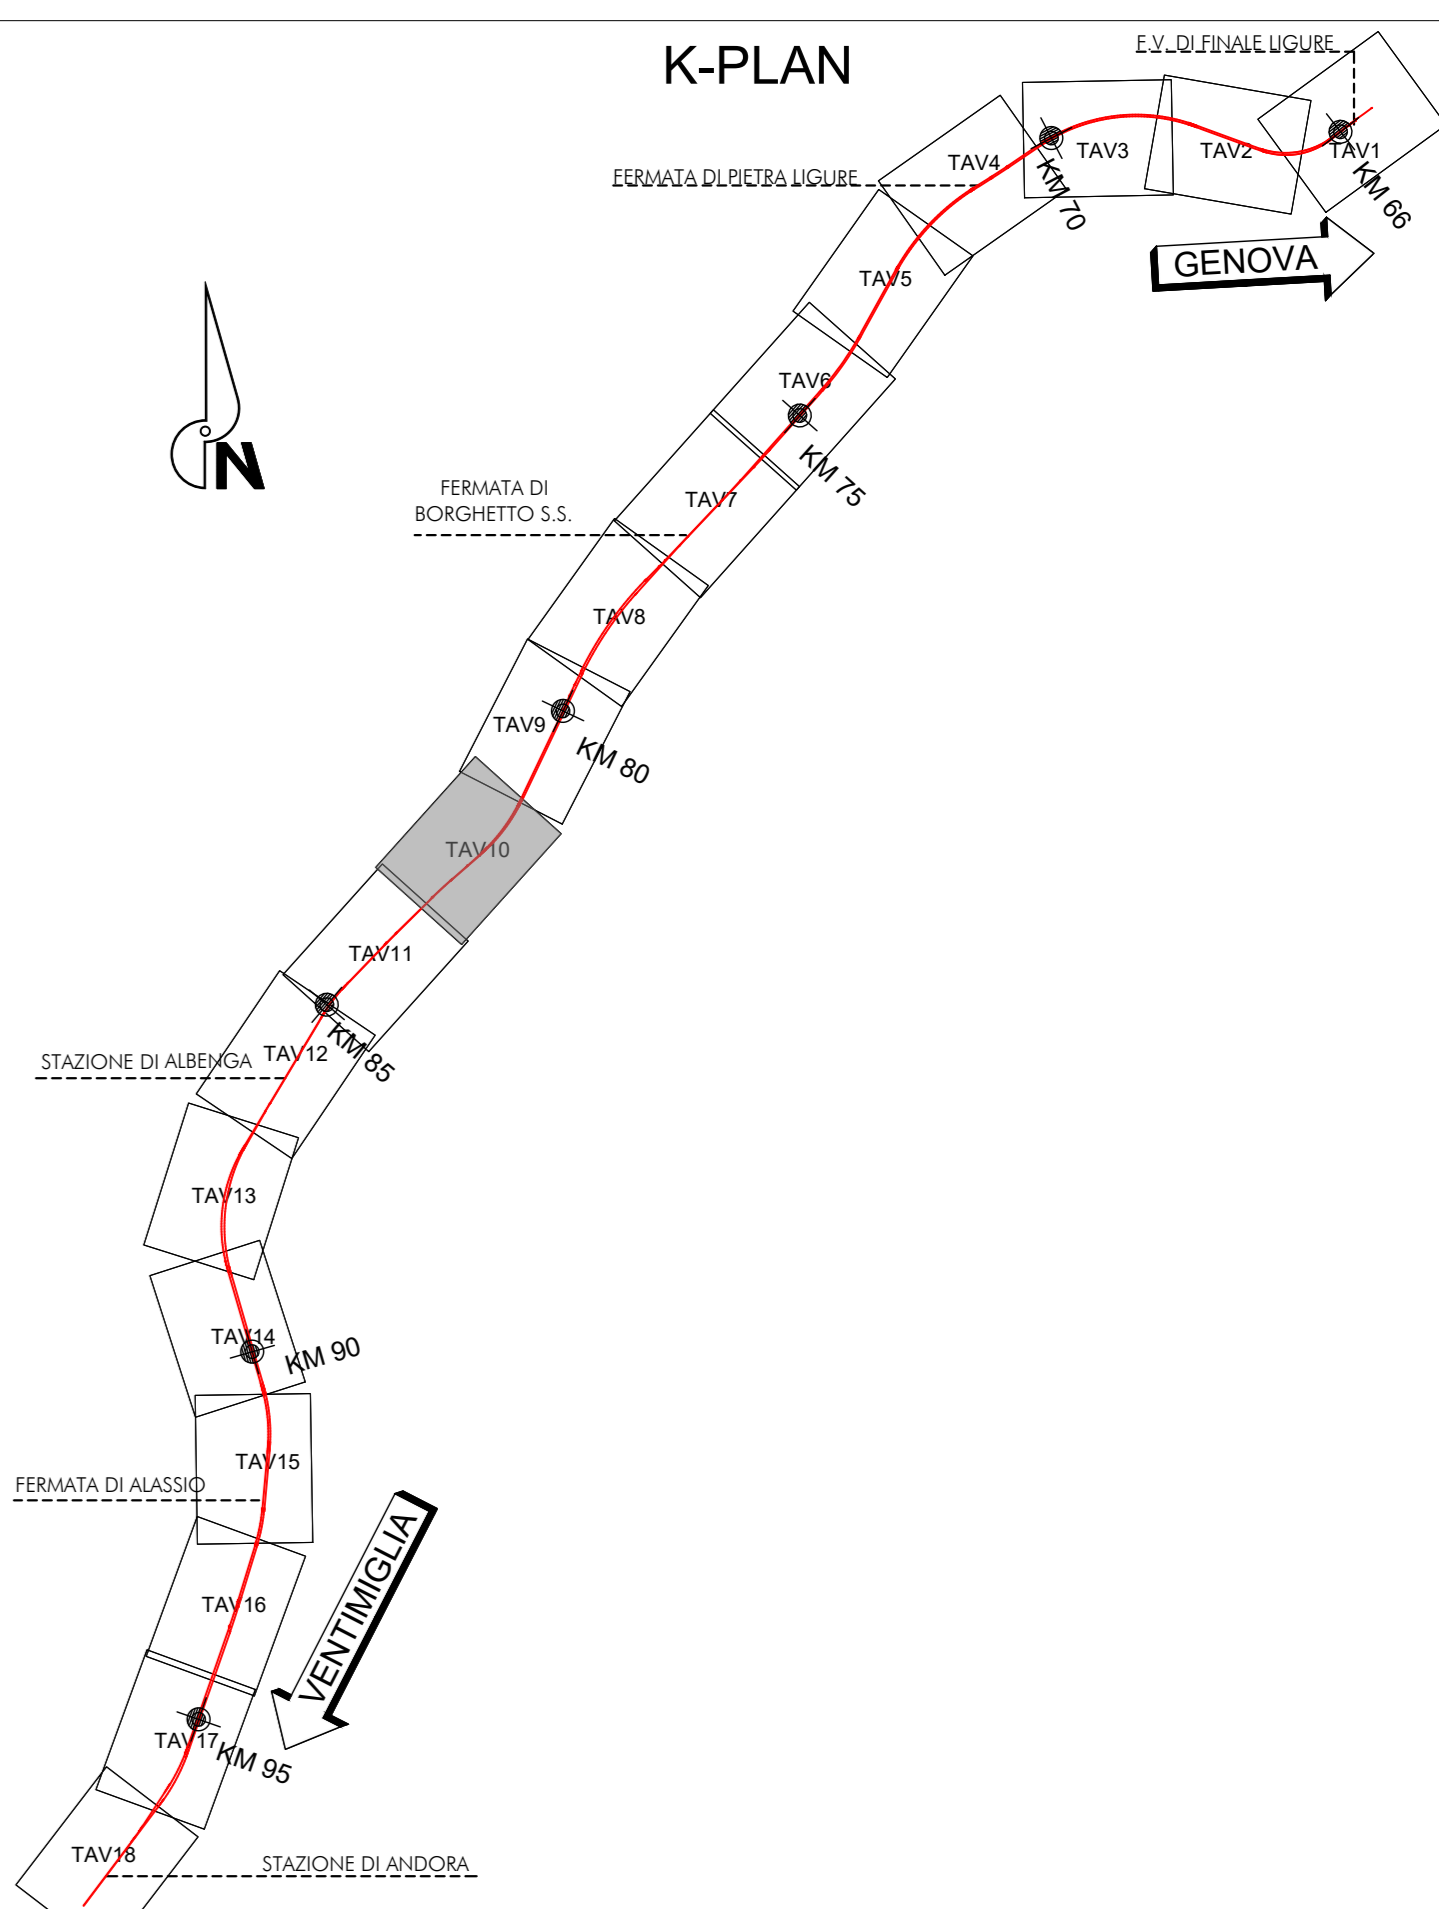 K-PLAN
F.V. DI FINALE LIGURE
TAV1
KM 66
TAV2
TAV3
KM 70
TAV4
FERMATA DI PIETRA LIGURE
GENOVA
TAV5
TAV6
KM 75
N
TAV7
FERMATA DI
BORGHETTO S.S.
TAV8
TAV9
KM 80
TAV10
TAV11
KM 85
TAV12
STAZIONE DI ALBENGA
TAV13
TAV14
KM 90
TAV15
FERMATA DI ALASSIO
VENTIMIGLIA
TAV16
TAV17
KM 95
TAV18
STAZIONE DI ANDORA